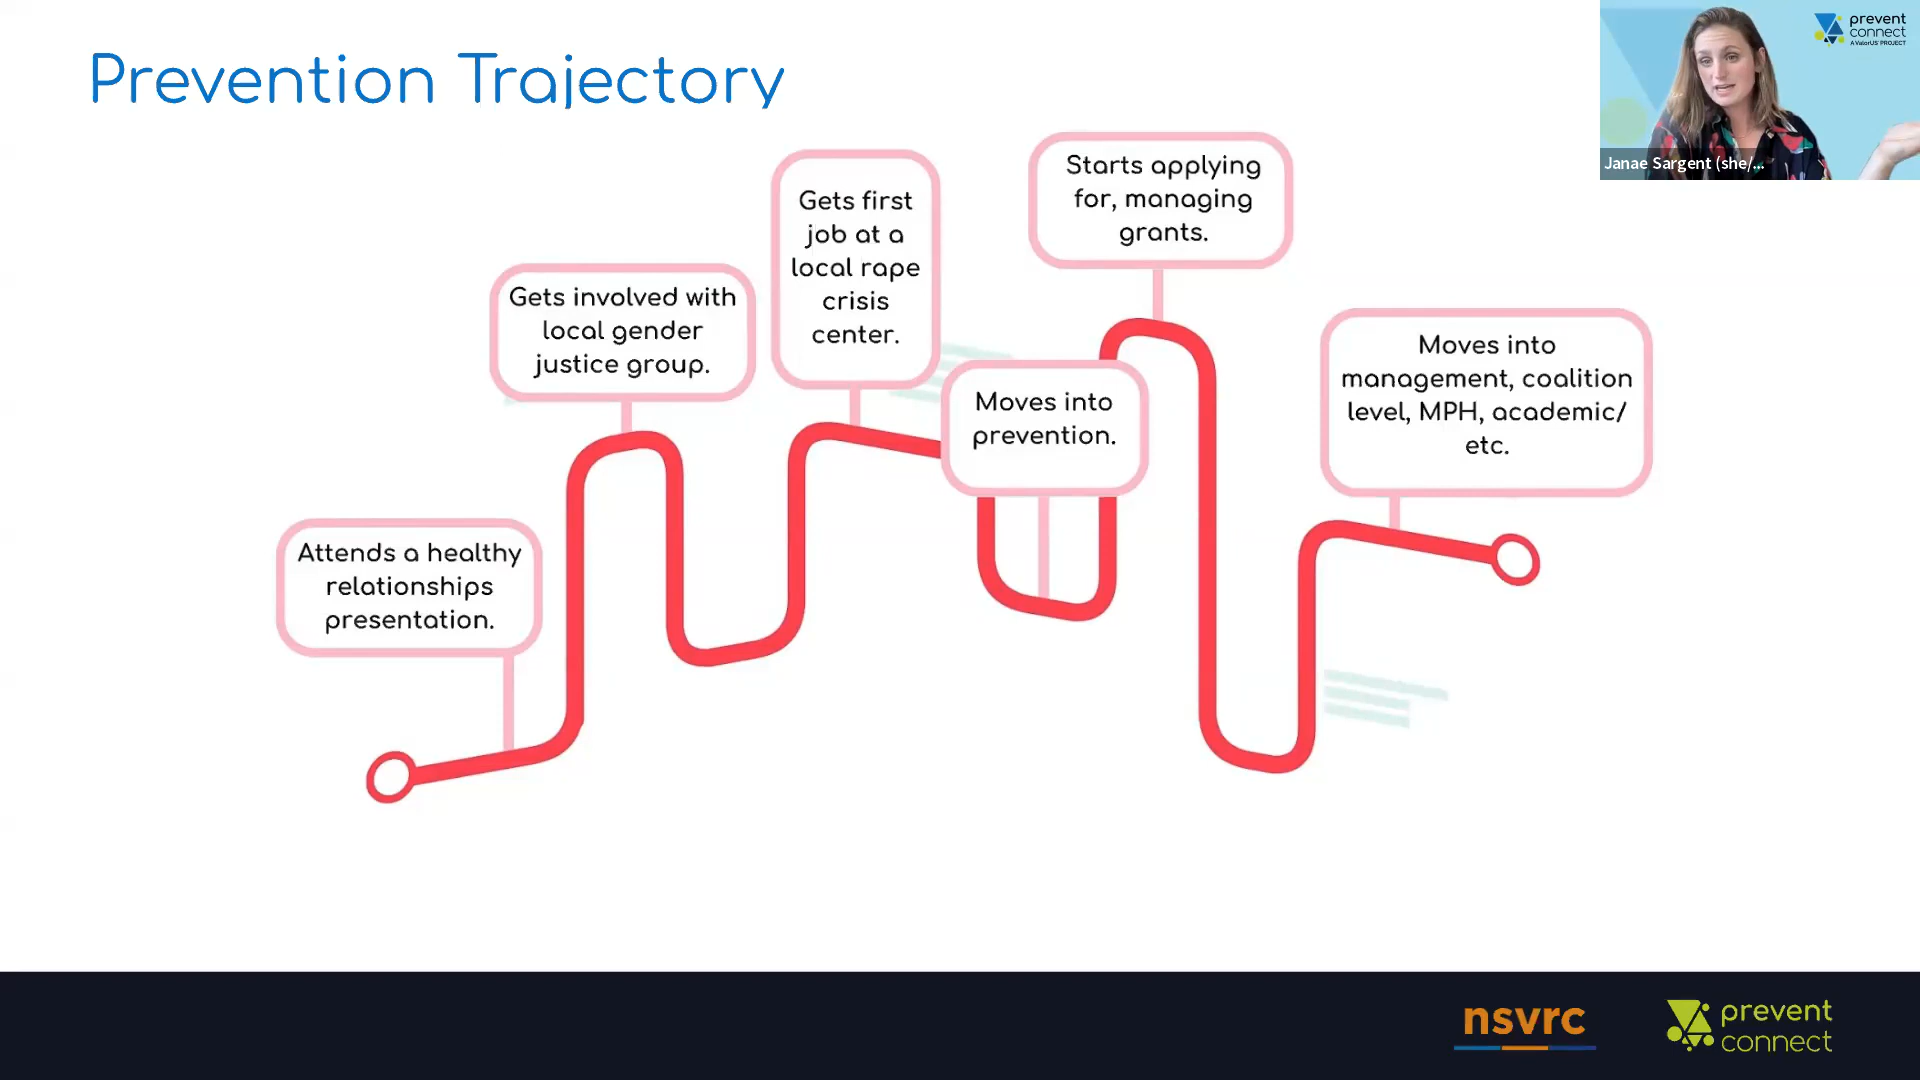 Prevention Trajectory
prevent
connect
A ValorUS PROJECT
Janae Sargent (she/...
Starts applying
for, managing
grants.
Gets first
job at a
local rape
crisis
center.
Gets involved with
local gender
justice group.
Moves into
prevention.
Moves into
management, coalition
level, MPH, academic/
etc.
Attends a healthy
relationships
presentation.
nsvrc
prevent
connect